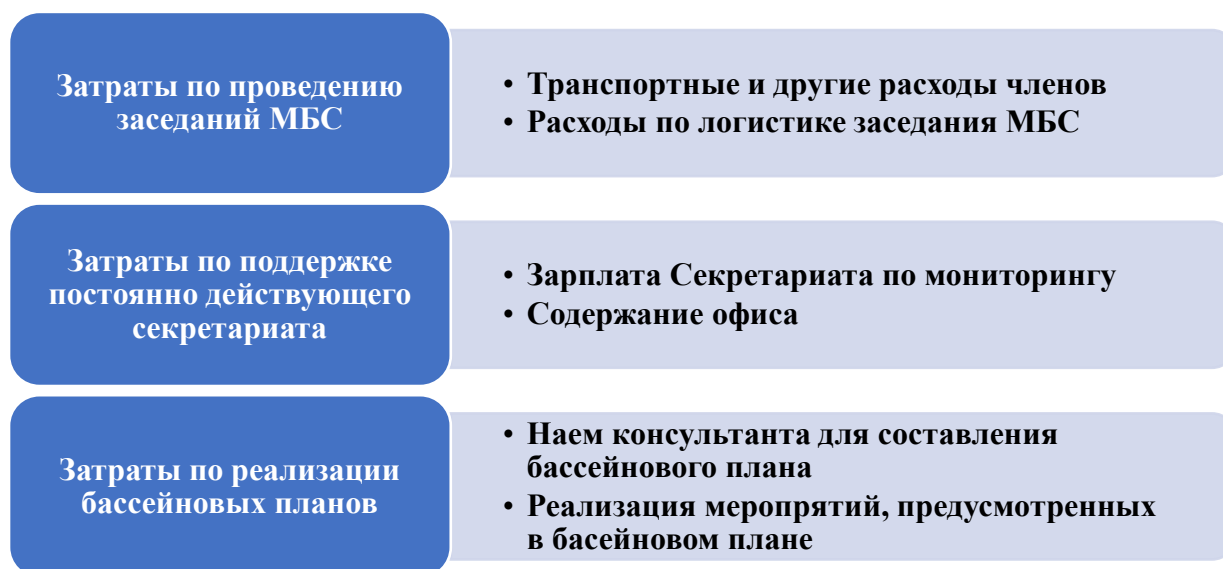 Затраты по проведению
заседаний МБС
• Транспортные и другие расходы членов
• Расходы по логистике заседания МБС
Затраты по поддержке
постоянно действующего
секретариата
• Зарплата Секретариата по мониторингу
• Содержание офиса
Затраты по реализации
бассейновых планов
• Наем консультанта для составления
бассейнового плана
• Реализация меропрятий, предусмотренных
в басейновом плане